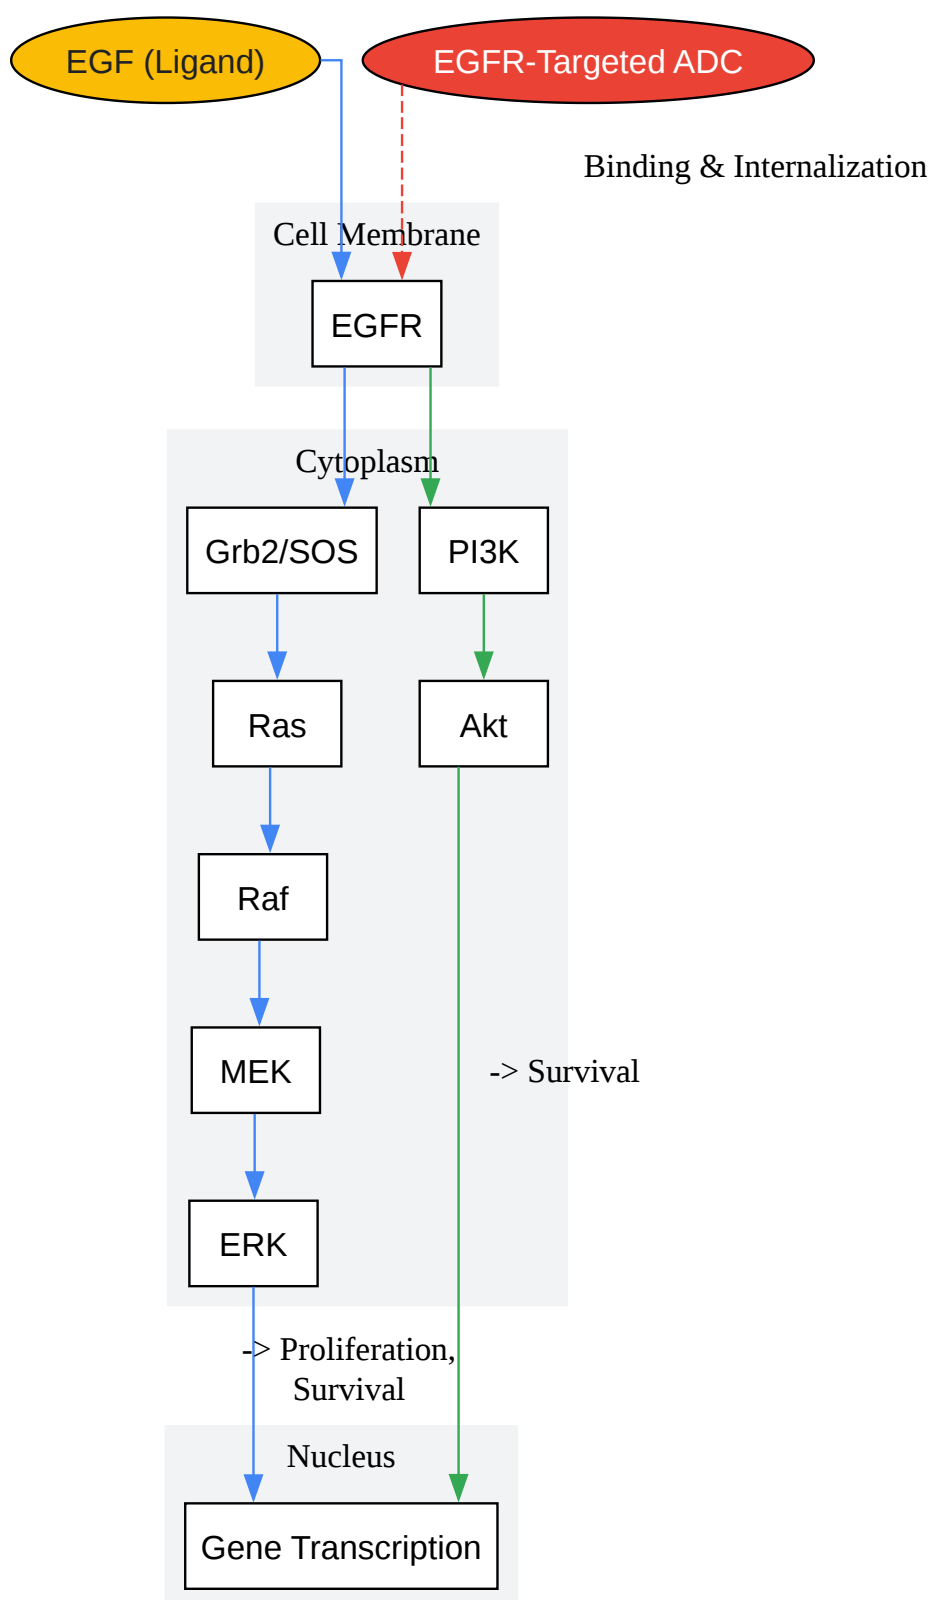 EGF (Ligand)
EGFR-Targeted ADC
Binding & Internalization
Cell Membrane
EGFR
Cytoplasm
Grb2/SOS
PI3K
Ras
Akt
Raf
MEK
-> Survival
ERK
-> Proliferation,
Survival
Nucleus
Gene Transcription